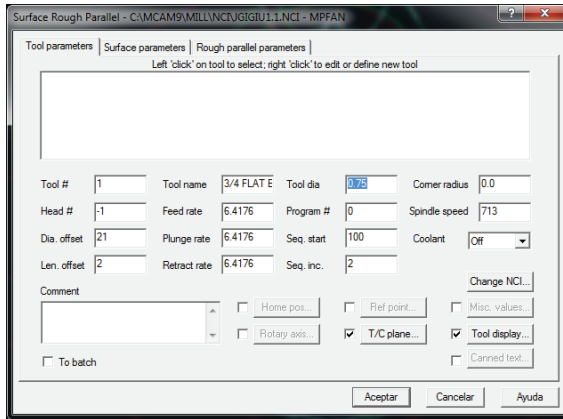 Surface Rough Parallel - C:\MCAM9\MILL\NCI\JGIGIU1.1.NCI - MPFAN
Tool parameters Surface parameters Rough parallel parameters
Left 'click' on tool to select; right 'click' to edit or define new tool
Tool # 1 Tool name 3/4 FLAT E Tool dia 0.75 Corner radius 0.0
Head # -1 Feed rate 6.4176 Program # 0 Spindle speed 713
Dia. offset 21 Plunge rate 6.4176 Seq. start 100 Coolant Off
Len. offset 2 Retract rate 6.4176 Seq. inc. 2
Change NCI...
Comment Home pos... Ref point... Misc. values...
Rotary axis... T/C plane... Tool display...
To batch Canned text...
Aceptar Cancelar Ayuda